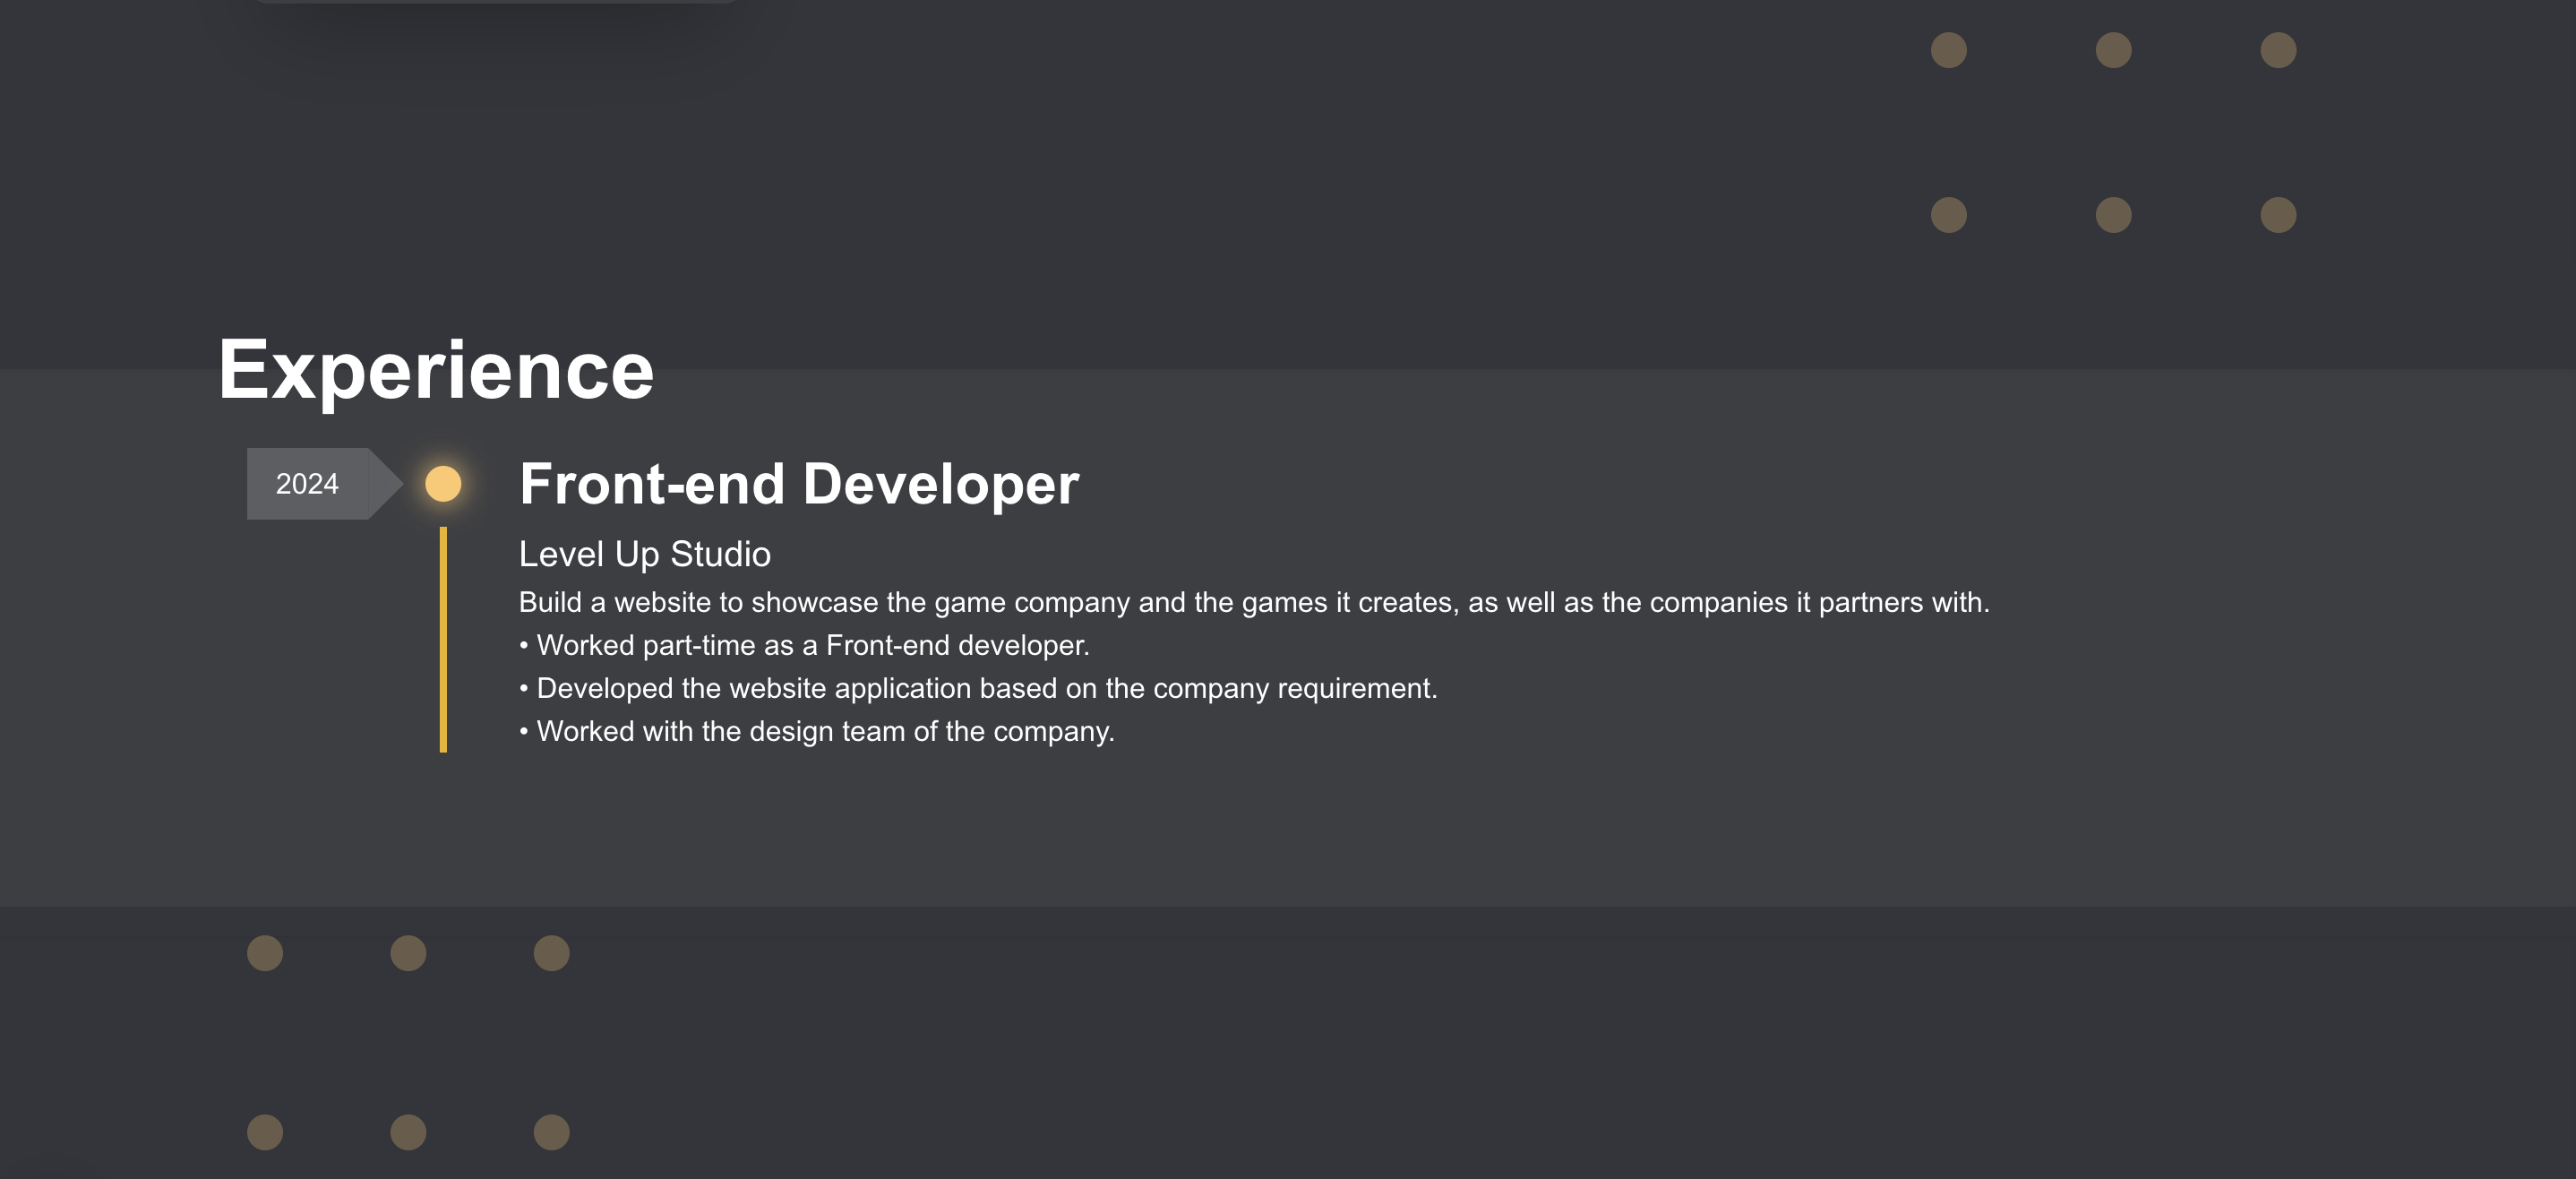 Experience
2024
Front-end Developer
Level Up Studio
Build a website to showcase the game company and the games it creates, as well as the companies it partners with.
• Worked part-time as a Front-end developer.
• Developed the website application based on the company requirement.
• Worked with the design team of the company.